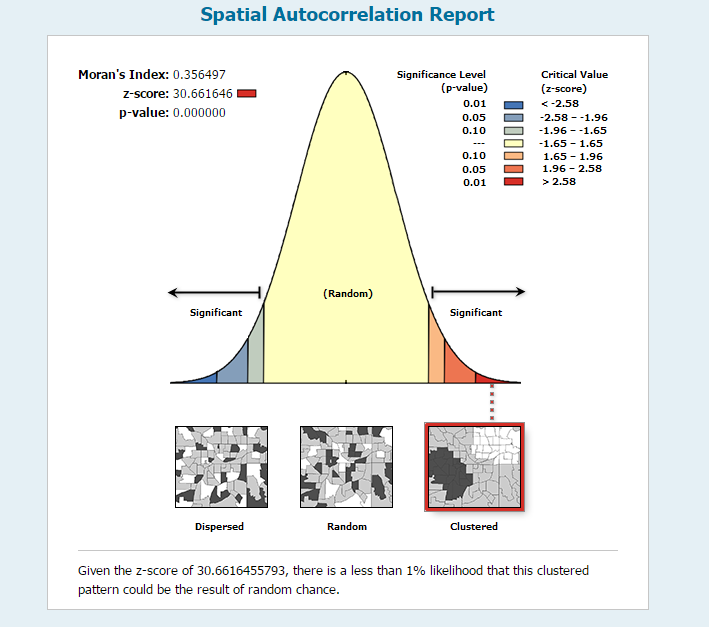 Spatial Autocorrelation Report
Moran's Index: 0.356497
z-score: 30.661646
p-value: 0.000000
Significance Level
(p-value)
Critical Value
(z-score)
0.01 < -2.58
0.05 -2.58 – -1.96
0.10 -1.96 – -1.65
--- -1.65 – 1.65
0.10 1.65 – 1.96
0.05 1.96 – 2.58
0.01 > 2.58
(Random)
Significant
Significant
Dispersed
Random
Clustered
Given the z-score of 30.6616455793, there is a less than 1% likelihood that this clustered
pattern could be the result of random chance.